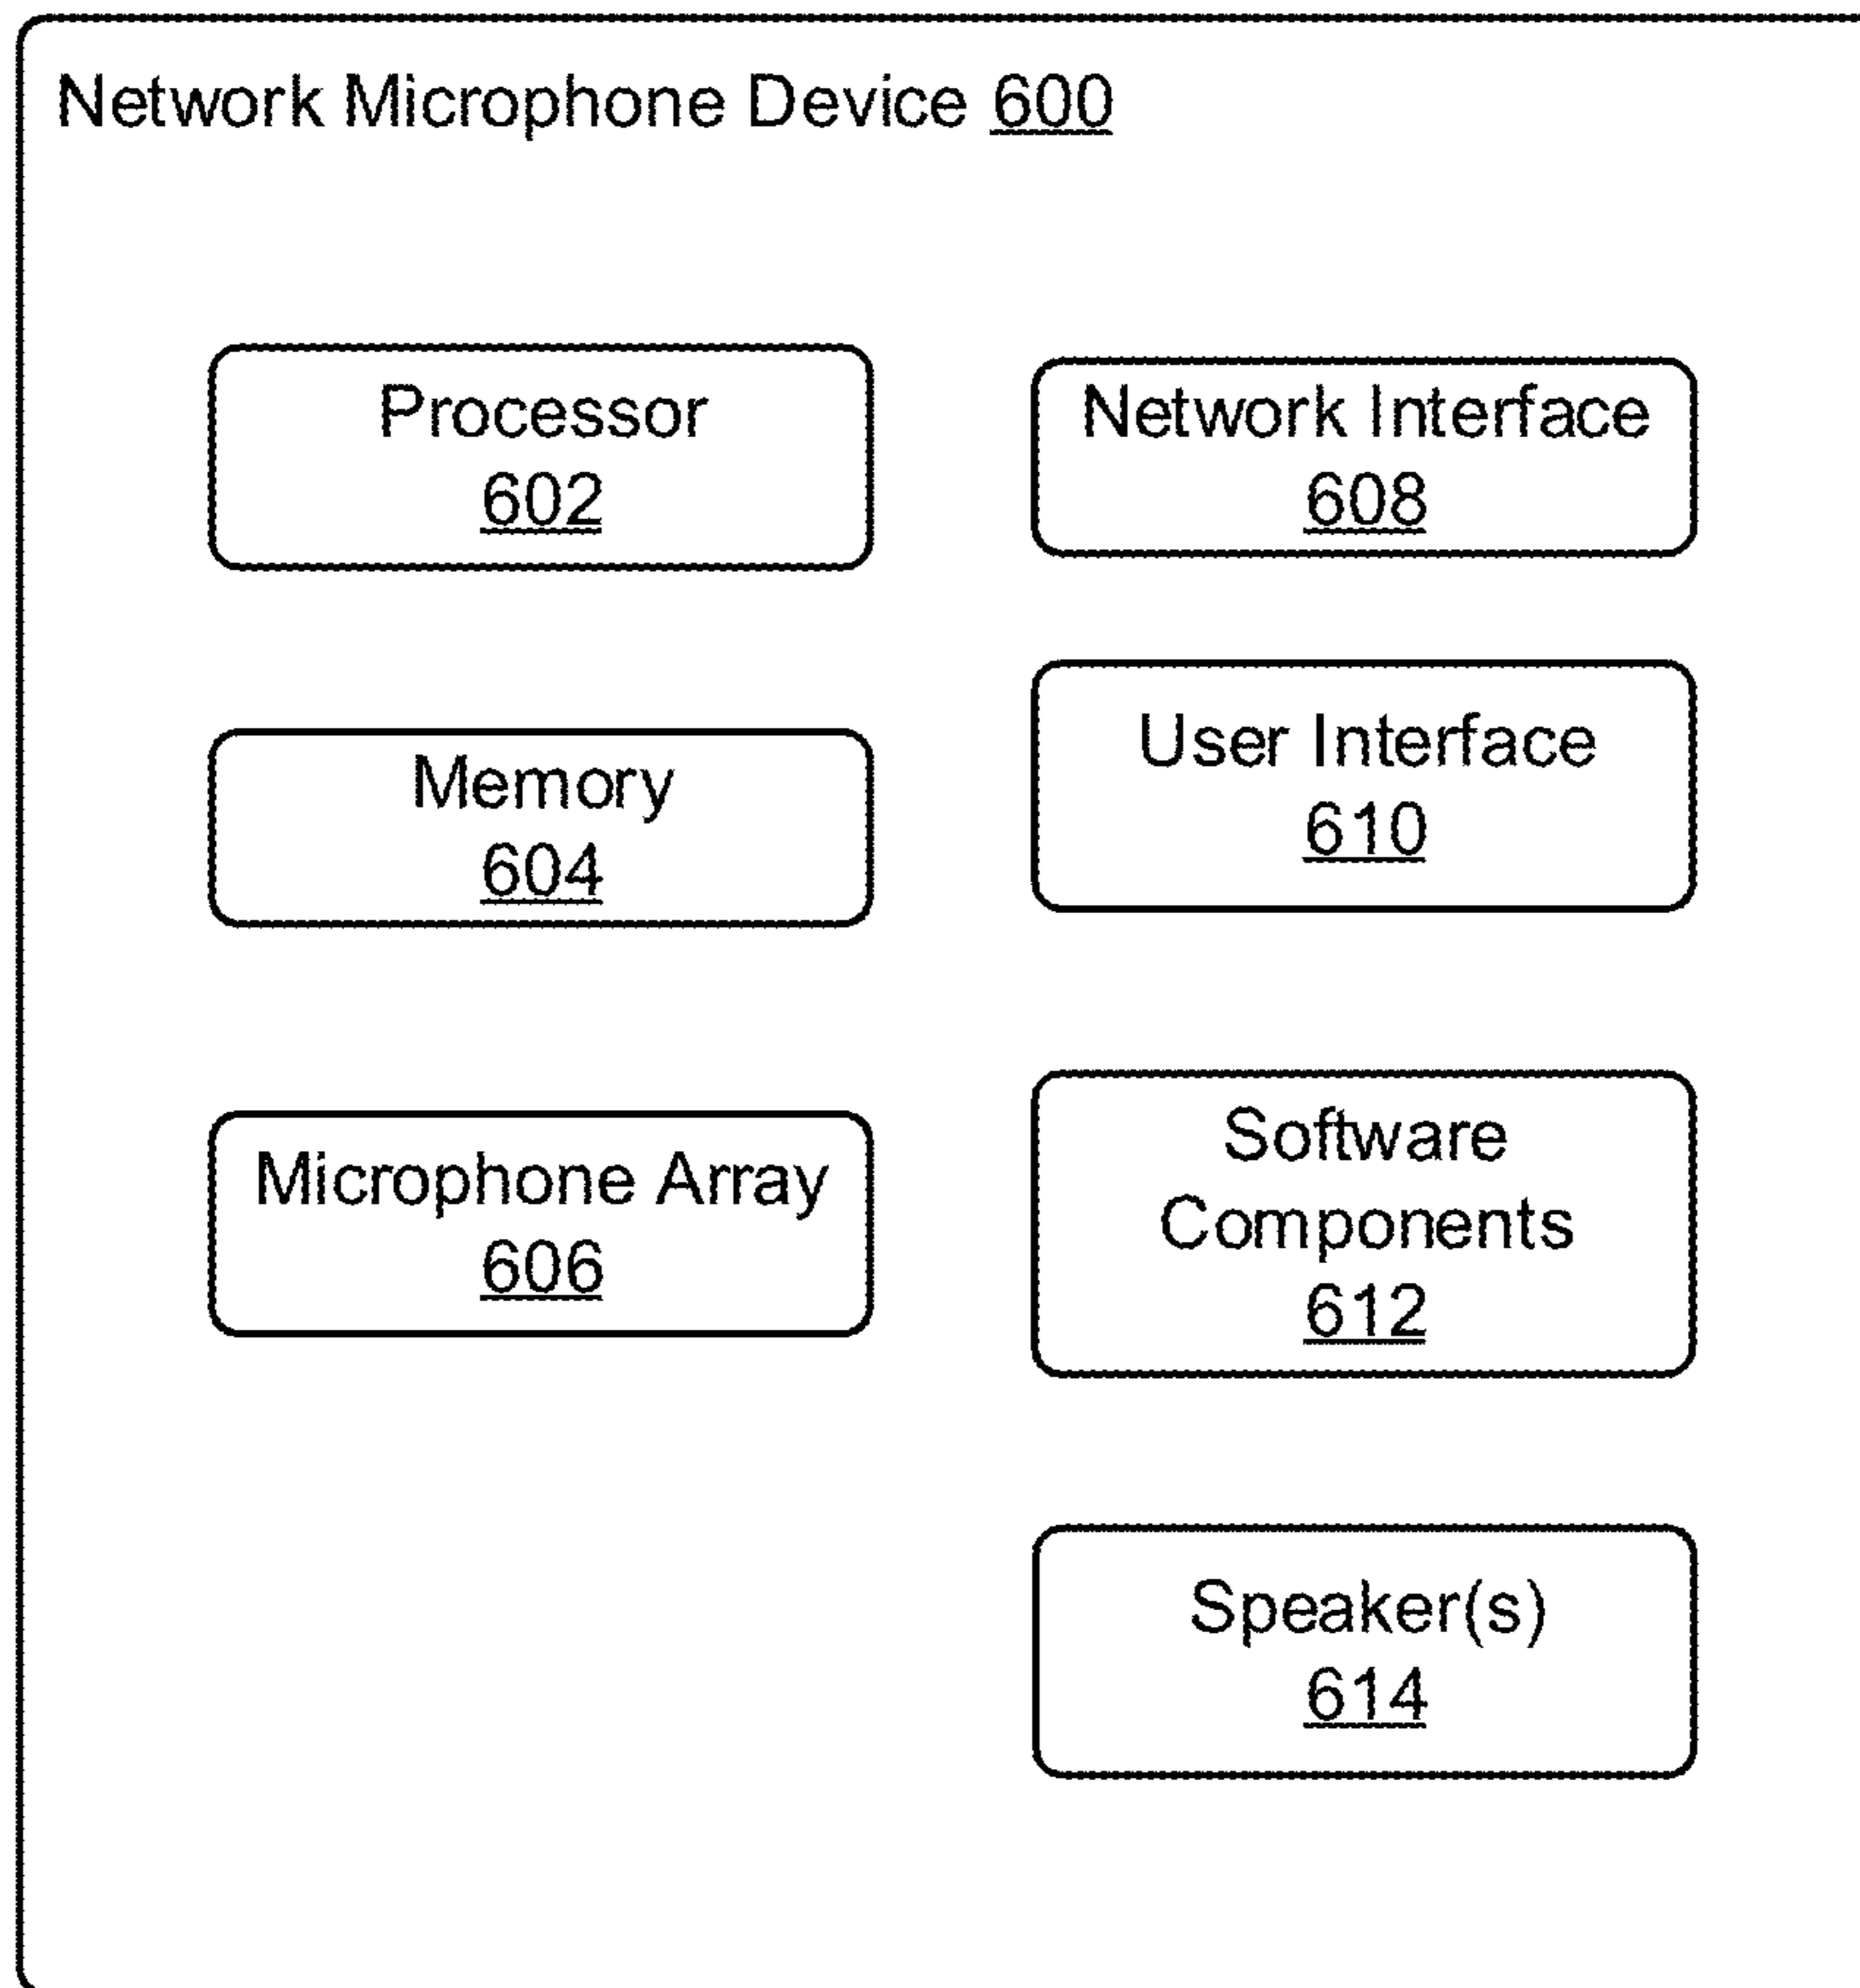 Network Microphone Device 600
Processor
602
Network Interface
608
Memory
604
User Interface
610
Microphone Array
606
Software
Components
612
Speaker(s)
614